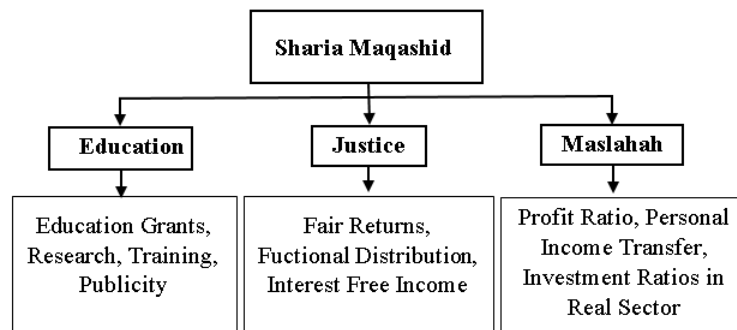 Sharia Maqashid
Education
Justice
Maslahah
Education Grants,
Research, Training,
Publicity
Fair Returns,
Fuctional Distribution,
Interest Free Income
Profit Ratio, Personal
Income Transfer,
Investment Ratios in
Real Sector